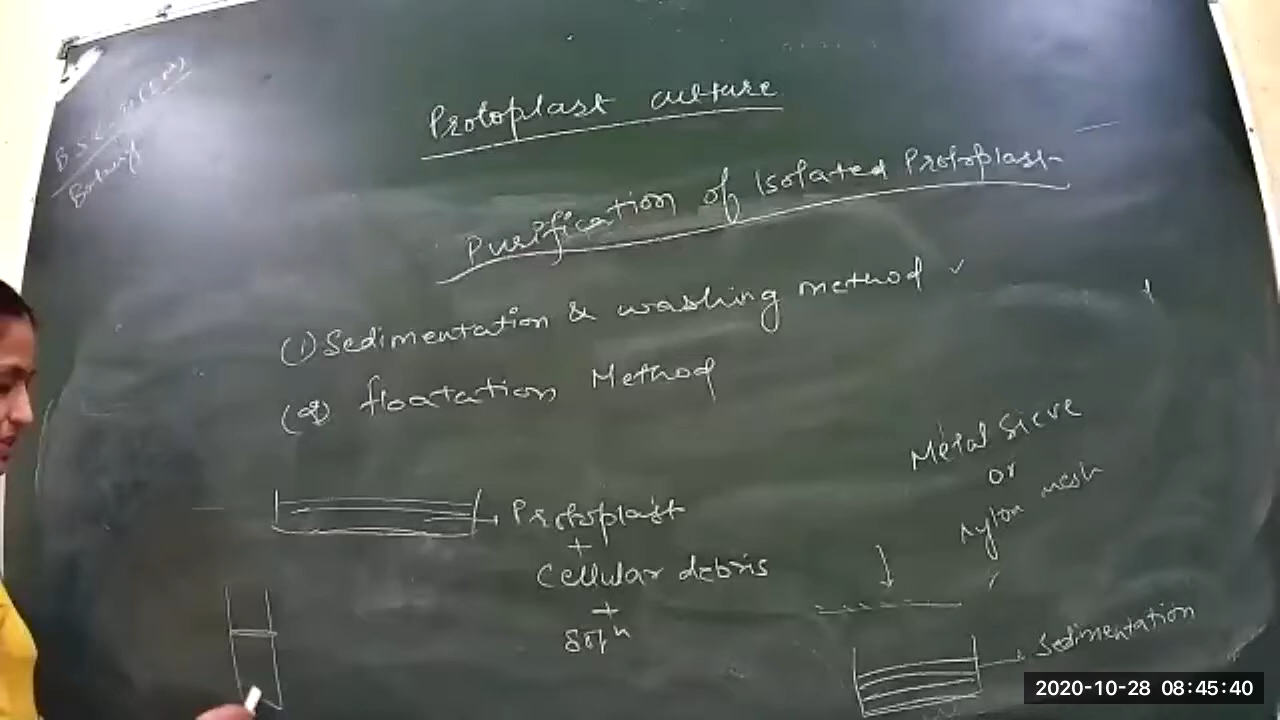 Botany
Protoplast culture
Purification of Isolated Protoplast
(1) Sedimentation & washing method ✓
(2) floatation Method
Metal sieve
or
nylon mesh
Protoplast
+
Cellular debris
+
solⁿ
Sedimentation
2020-10-28 08:45:40